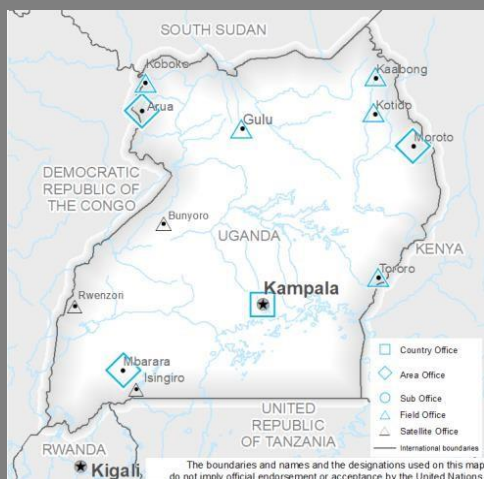 SOUTH SUDAN
Koboko
Kaabong
Arua
Kotido
Gulu
Moroto
DEMOCRATIC
REPUBLIC OF
THE CONGO
Bunyoro
UGANDA
KENYA
Tororo
Kampala
Rwenzori
Mbarara
Isingiro
Country Office
Area Office
Sub Office
Field Office
Satellite Office
International boundaries
UNITED
REPUBLIC
OF TANZANIA
RWANDA
Kigali
The boundaries and names and the designations used on this map
do not imply official endorsement or acceptance by the United Nations